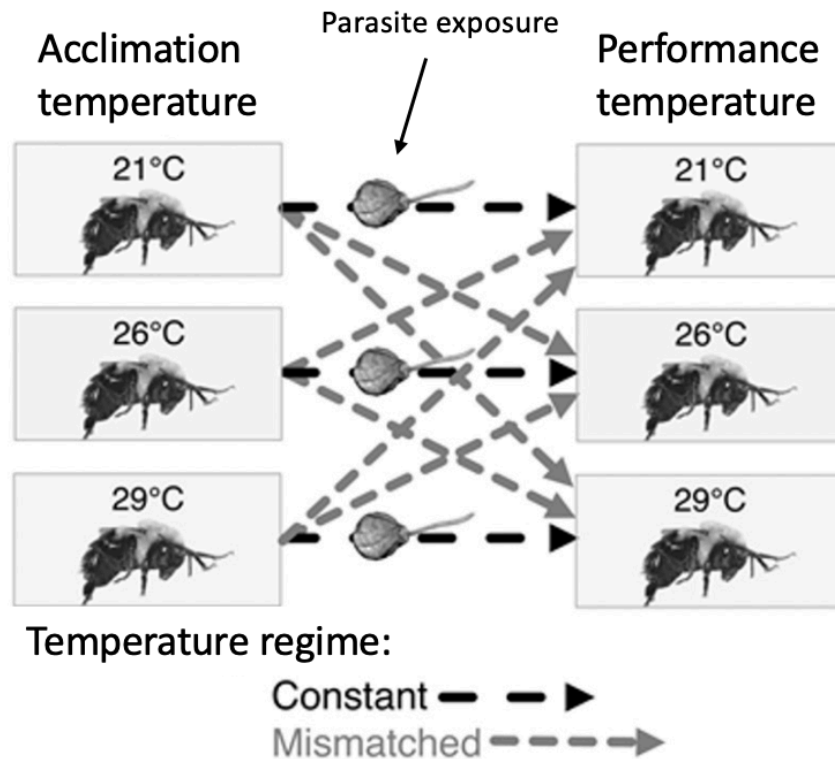 Parasite exposure
Acclimation
temperature
Performance
temperature
21°C
21°C
26°C
26°C
29°C
29°C
Temperature regime:
Constant
Mismatched